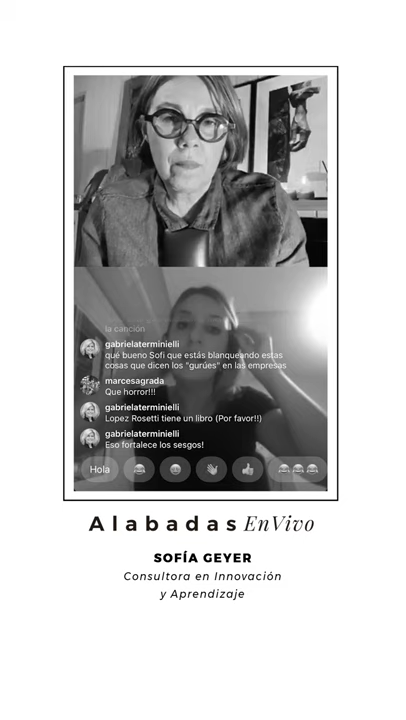 la canción
gabrielaterminielli
qué bueno Sofi que estás blanqueando estas
cosas que dicen los "gurúes" en las empresas
marcesagrada
Que horror!!!
gabrielaterminielli
Lopez Rosetti tiene un libro (Por favor!!)
gabrielaterminielli
Eso fortalece los sesgos!
Hola
Alabadas EnVivo
SOFÍA GEYER
Consultora en Innovación
y Aprendizaje